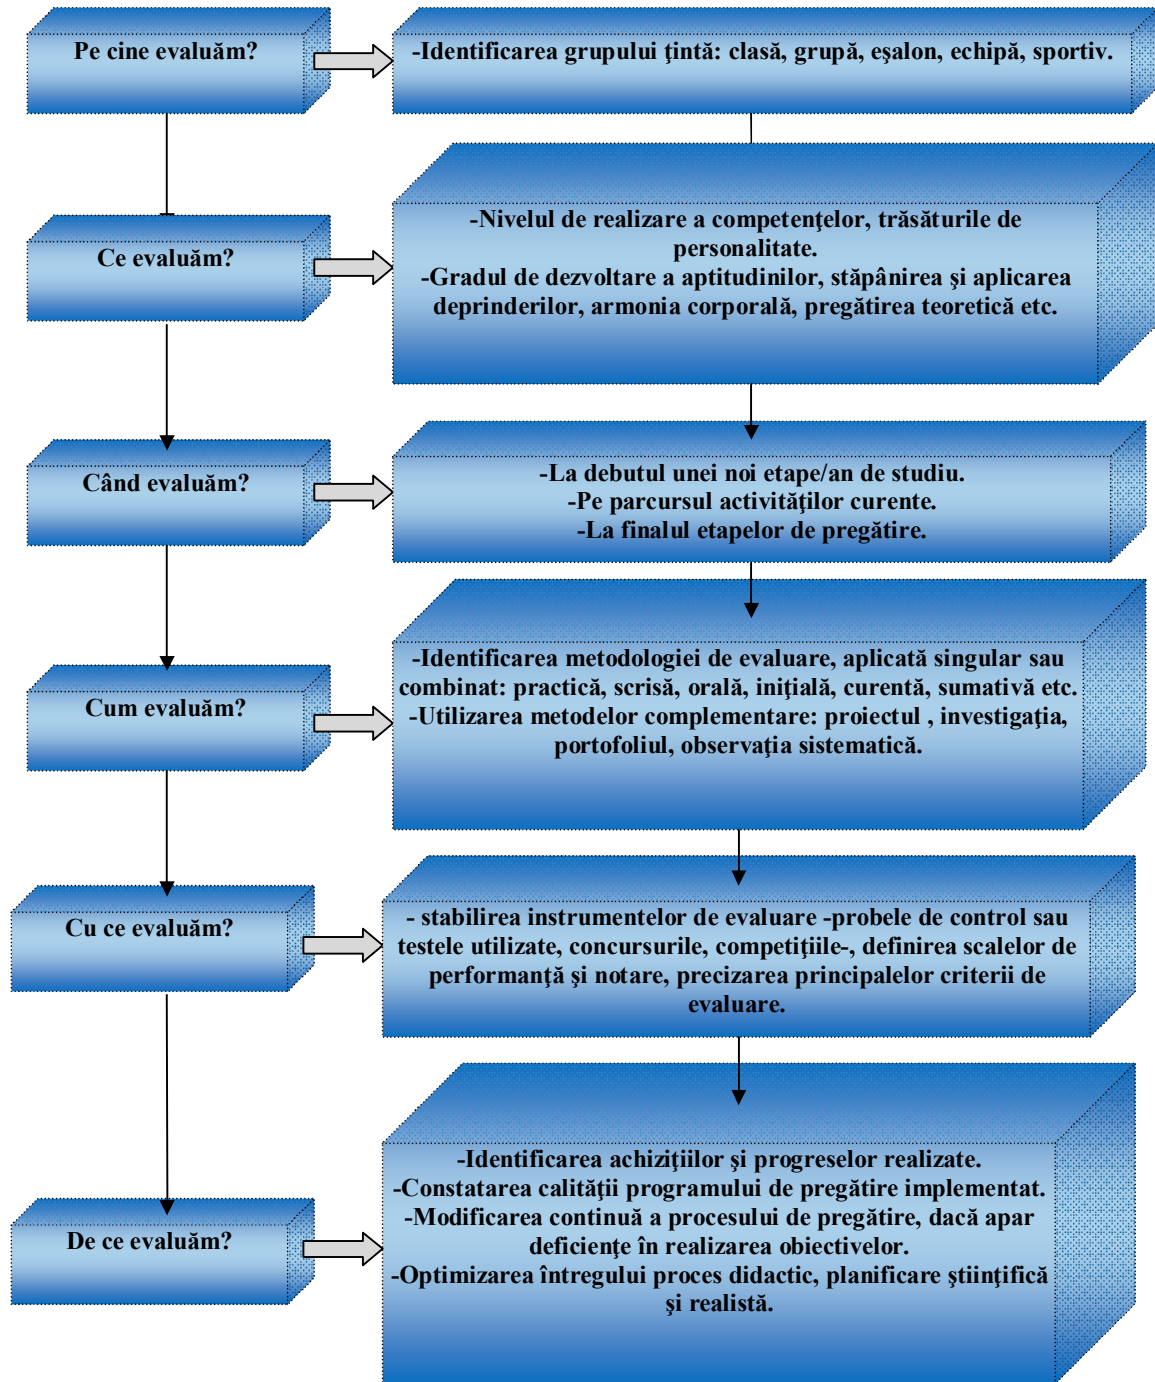 Pe cine evaluăm?
-Identificarea grupului ţintă: clasă, grupă, eşalon, echipă, sportiv.
Ce evaluăm?
-Nivelul de realizare a competenţelor, trăsăturile de
personalitate.
-Gradul de dezvoltare a aptitudinilor, stăpânirea şi aplicarea
deprinderilor, armonia corporală, pregătirea teoretică etc.
Când evaluăm?
-La debutul unei noi etape/an de studiu.
-Pe parcursul activităţilor curente.
-La finalul etapelor de pregătire.
Cum evaluăm?
-Identificarea metodologiei de evaluare, aplicată singular sau
combinat: practică, scrisă, orală, iniţială, curentă, sumativă etc.
-Utilizarea metodelor complementare: proiectul , investigaţia,
portofoliul, observaţia sistematică.
Cu ce evaluăm?
- stabilirea instrumentelor de evaluare -probele de control sau
testele utilizate, concursurile, competiţiile-, definirea scalelor de
performanţă şi notare, precizarea principalelor criterii de
evaluare.
De ce evaluăm?
-Identificarea achiziţiilor şi progreselor realizate.
-Constatarea calităţii programului de pregătire implementat.
-Modificarea continuă a procesului de pregătire, dacă apar
deficienţe în realizarea obiectivelor.
-Optimizarea întregului proces didactic, planificare ştiinţifică
şi realistă.